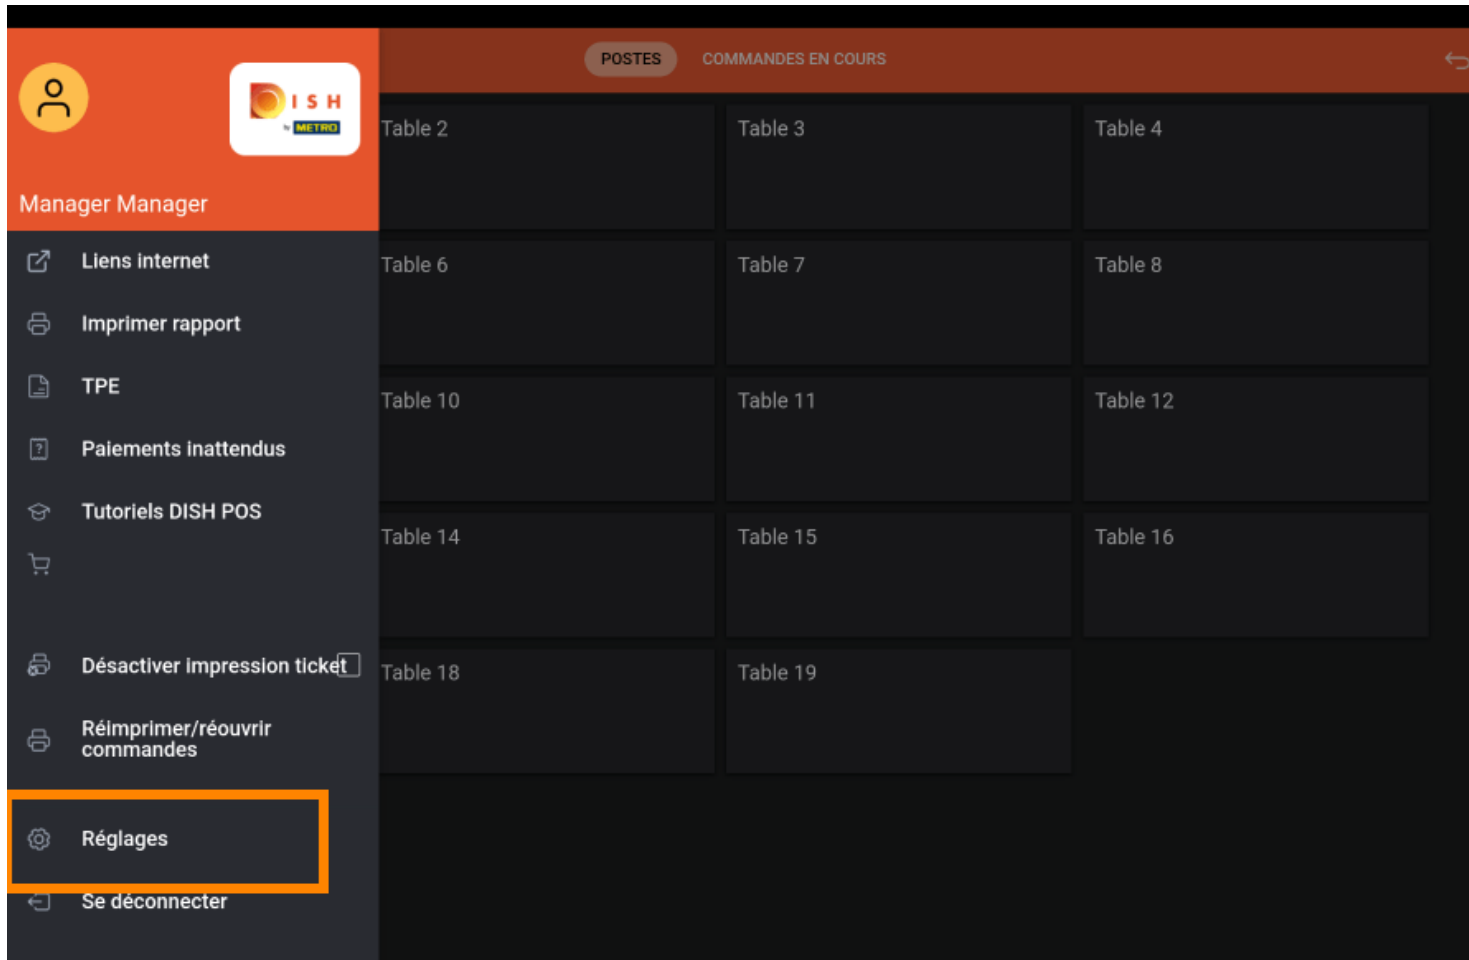 POSTES
COMMANDES EN COURS
DISH
by METRO
Manager Manager
Liens internet
Imprimer rapport
TPE
Paiements inattendus
Tutoriels DISH POS
Désactiver impression ticket
Réimprimer/réouvrir
commandes
Réglages
Se déconnecter
Table 2
Table 3
Table 4
Table 6
Table 7
Table 8
Table 10
Table 11
Table 12
Table 14
Table 15
Table 16
Table 18
Table 19